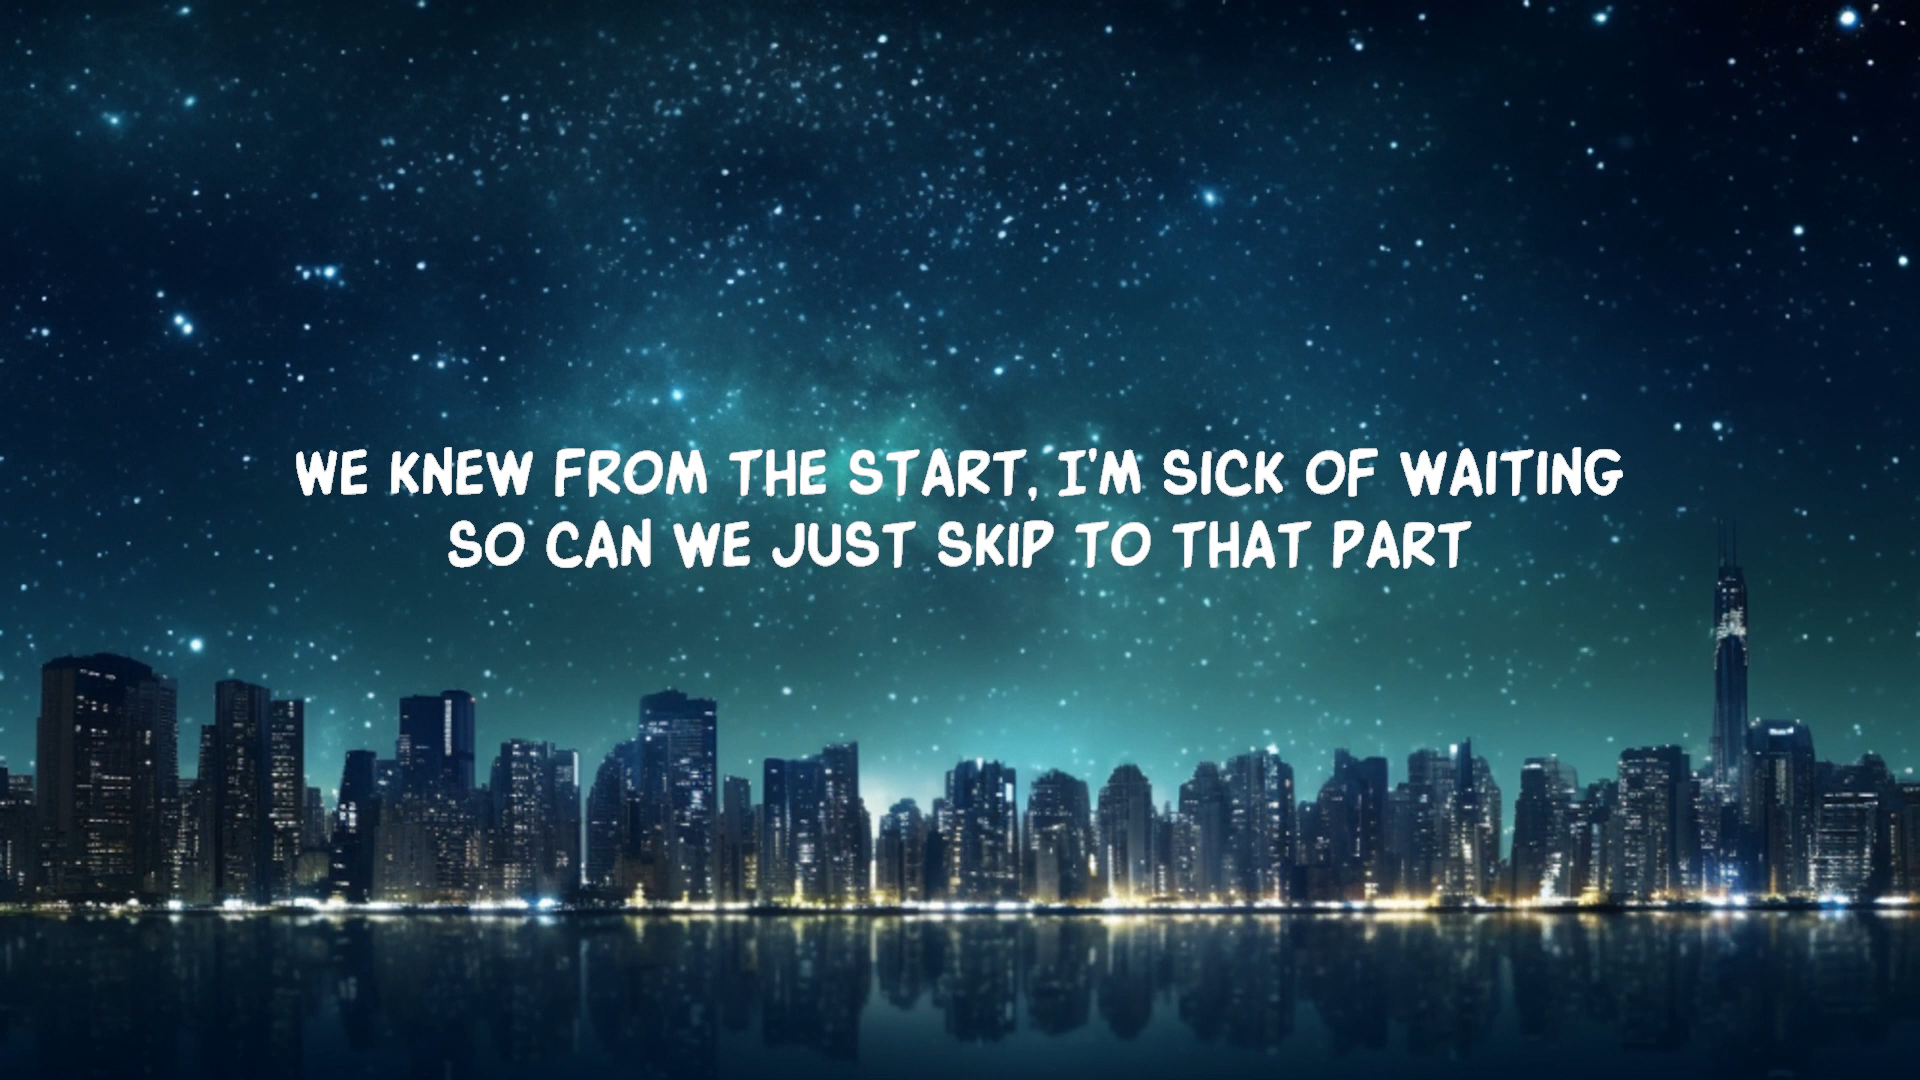 WE KNEW FROM THE START, I'M SICK OF WAITING
SO CAN WE JUST SKIP TO THAT PART